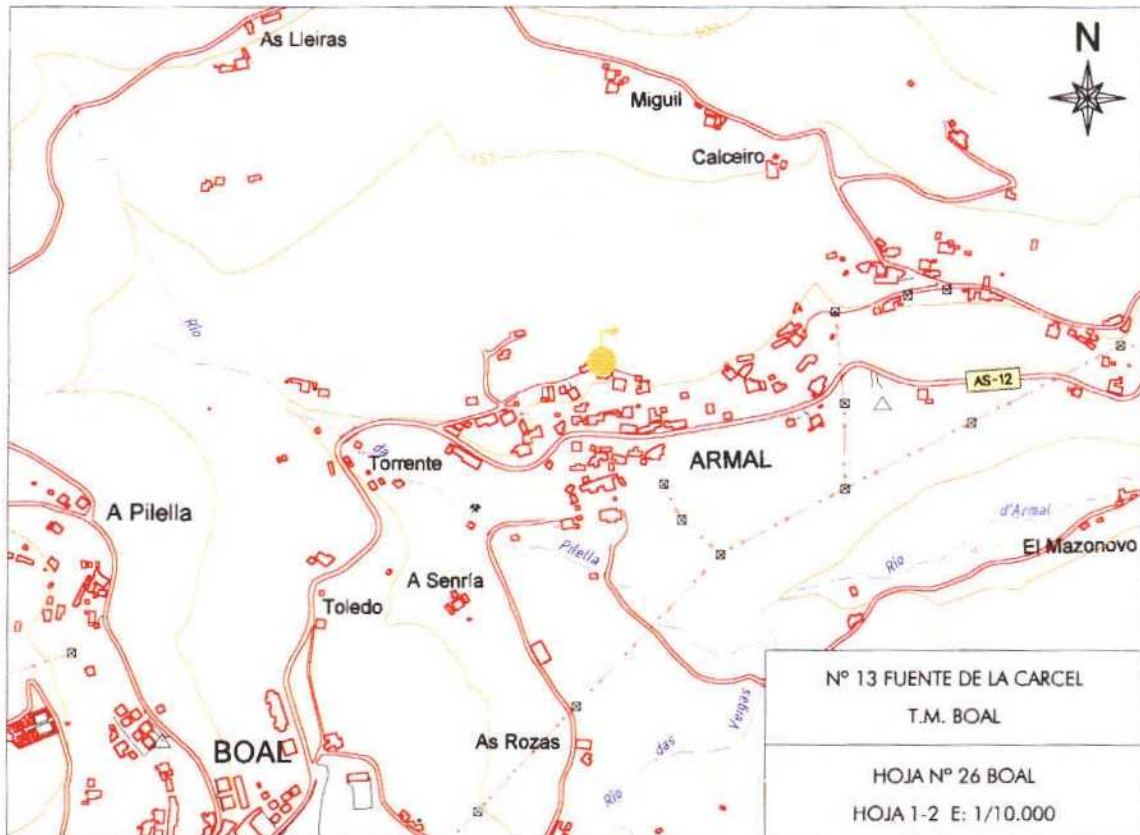 As Lleiras
N
Miguil
Calceiro
Río
AS-12
da
Torrente
ARMAL
A Pilella
d'Armal
Pilella
Río
El Mazonovo
A Senría
Toledo
Nº 13 FUENTE DE LA CARCEL
T.M. BOAL
Veigas
das
Río
As Rozas
BOAL
HOJA Nº 26 BOAL
HOJA 1-2 E: 1/10.000